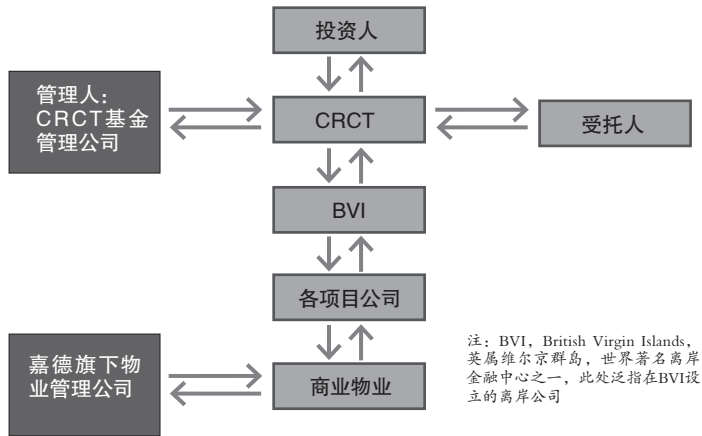 投资人
管理人：
CRCT基金
管理公司
CRCT
受托人
BVI
各项目公司
嘉德旗下物
业管理公司
商业物业
注：BVI，British Virgin Islands，
英属维尔京群岛，世界著名离岸
金融中心之一，此处泛指在BVI设
立的离岸公司